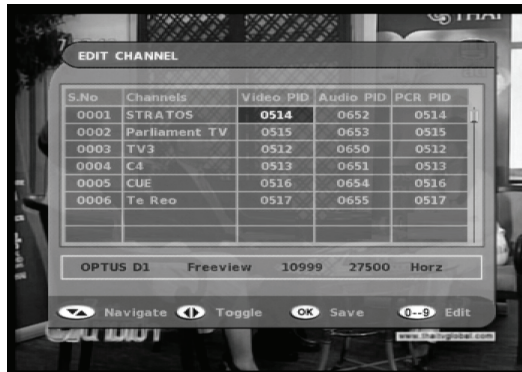 THAI
EDIT CHANNEL
S.No Channels Video PID Audio PID PCR PID
0001 STRATOS 0514 0652 0514
0002 Parliament TV 0515 0653 0515
0003 TV3 0512 0650 0512
0004 C4 0513 0651 0513
0005 CUE 0516 0654 0516
0006 Te Reo 0517 0655 0517
OPTUS D1 Freeview 10999 27500 Horz
Navigate Toggle OK Save 0--9 Edit
www.thaitvglobal.com